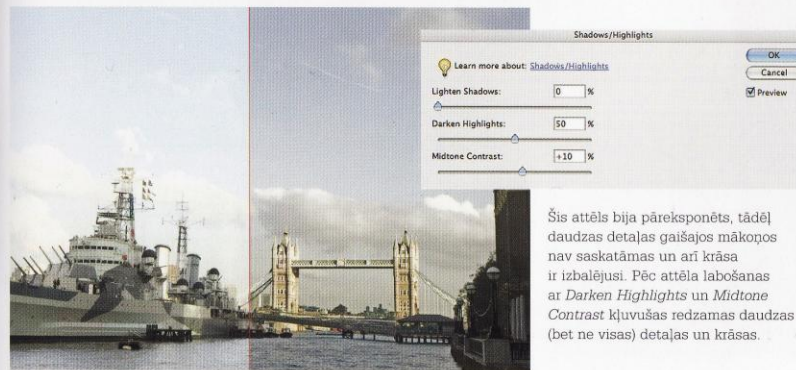 Shadows/Highlights
Learn more about: Shadows/Highlights
OK
Cancel
Preview
Lighten Shadows: 0 %
Darken Highlights: 50 %
Midtone Contrast: +10 %
Šis attēls bija pāreksponēts, tādēļ
daudzas detaļas gaišajos mākoņos
nav saskatāmas un arī krāsa
ir izbalējusi. Pēc attēla labošanas
ar Darken Highlights un Midtone
Contrast kļuvušas redzamas daudzas
(bet ne visas) detaļas un krāsas.